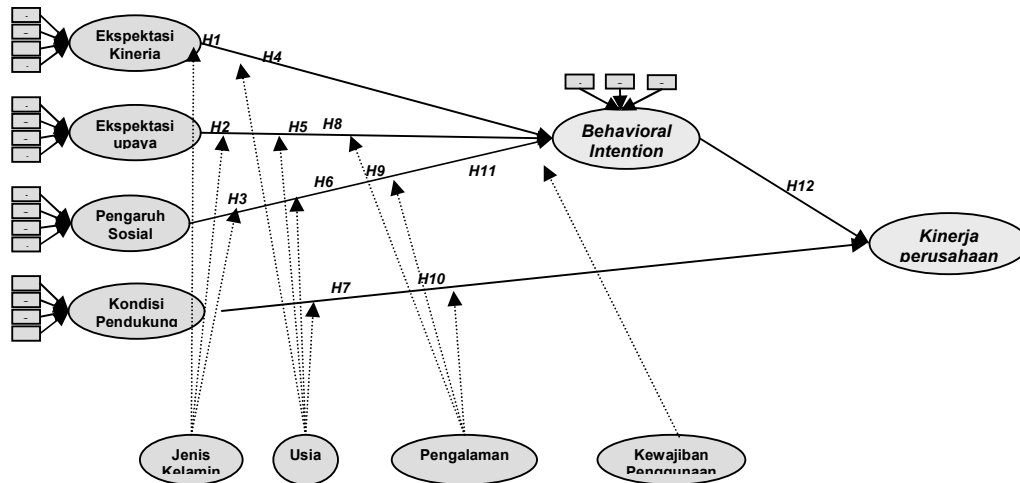 Ekspektasi
Kinerja
H1
H4
Ekspektasi
upaya
H2
H5
H8
Behavioral
Intention
H9
H11
H6
H12
Pengaruh
Sosial
H3
Kinerja
perusahaan
H10
H7
Kondisi
Pendukung
Jenis
Kelamin
Usia
Pengalaman
Kewajiban
Penggunaan